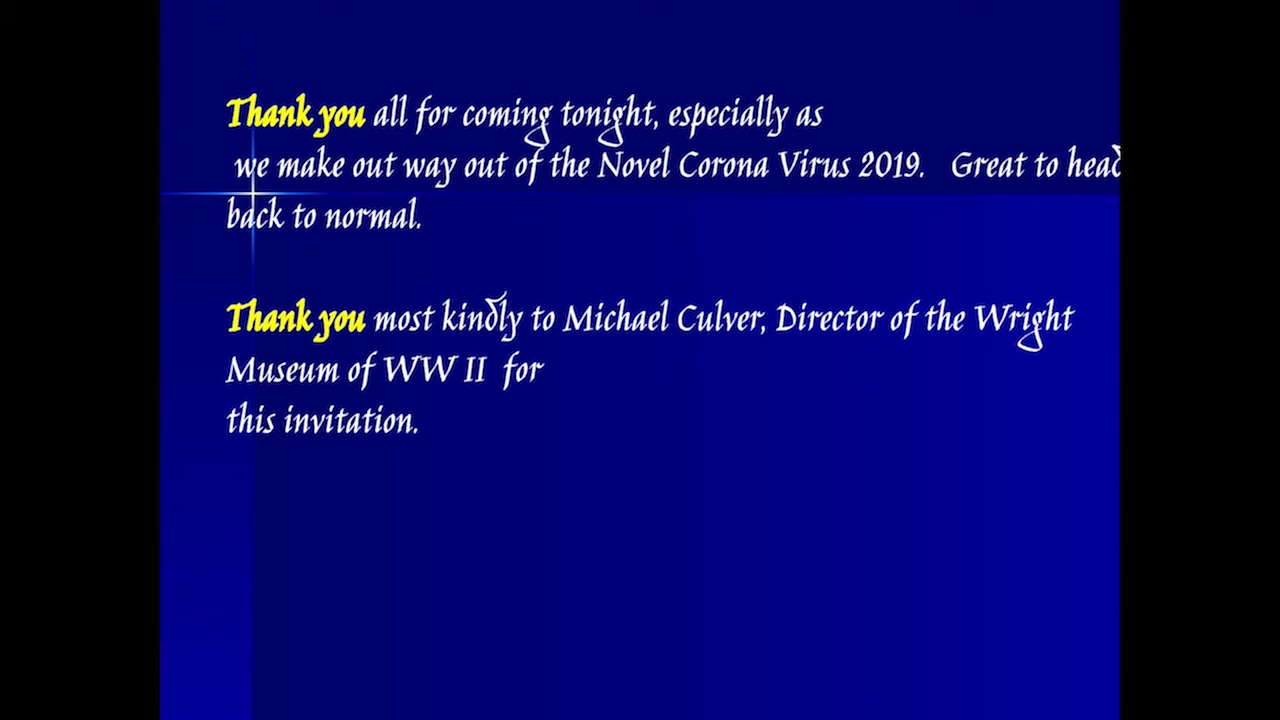 Thank you all for coming tonight, especially as
we make out way out of the Novel Corona Virus 2019. Great to head
back to normal.
Thank you most kindly to Michael Culver, Director of the Wright
Museum of WW II for
this invitation.